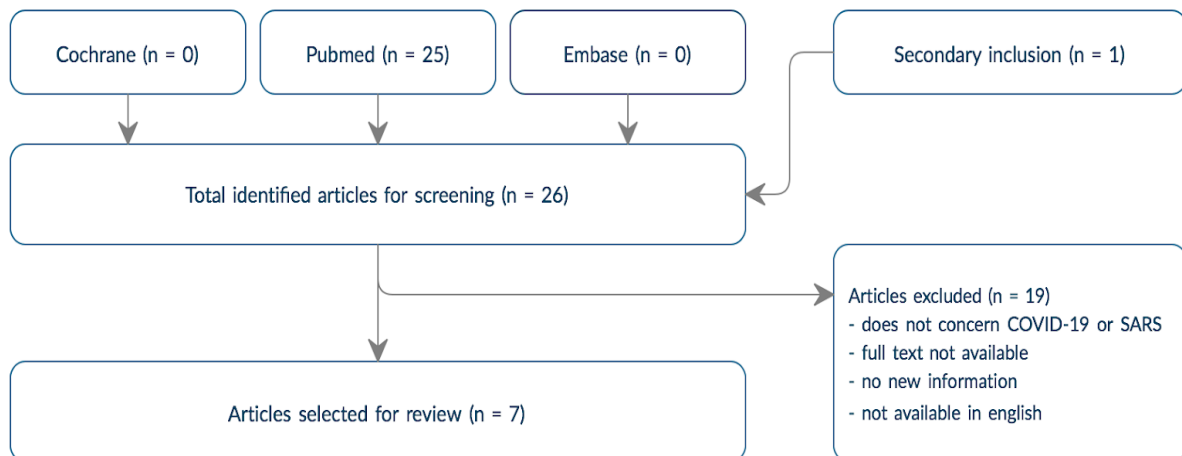 Cochrane (n = 0)
Pubmed (n = 25)
Embase (n = 0)
Secondary inclusion (n = 1)
Total identified articles for screening (n = 26)
Articles excluded (n = 19)
- does not concern COVID-19 or SARS
- full text not available
- no new information
- not available in english
Articles selected for review (n = 7)